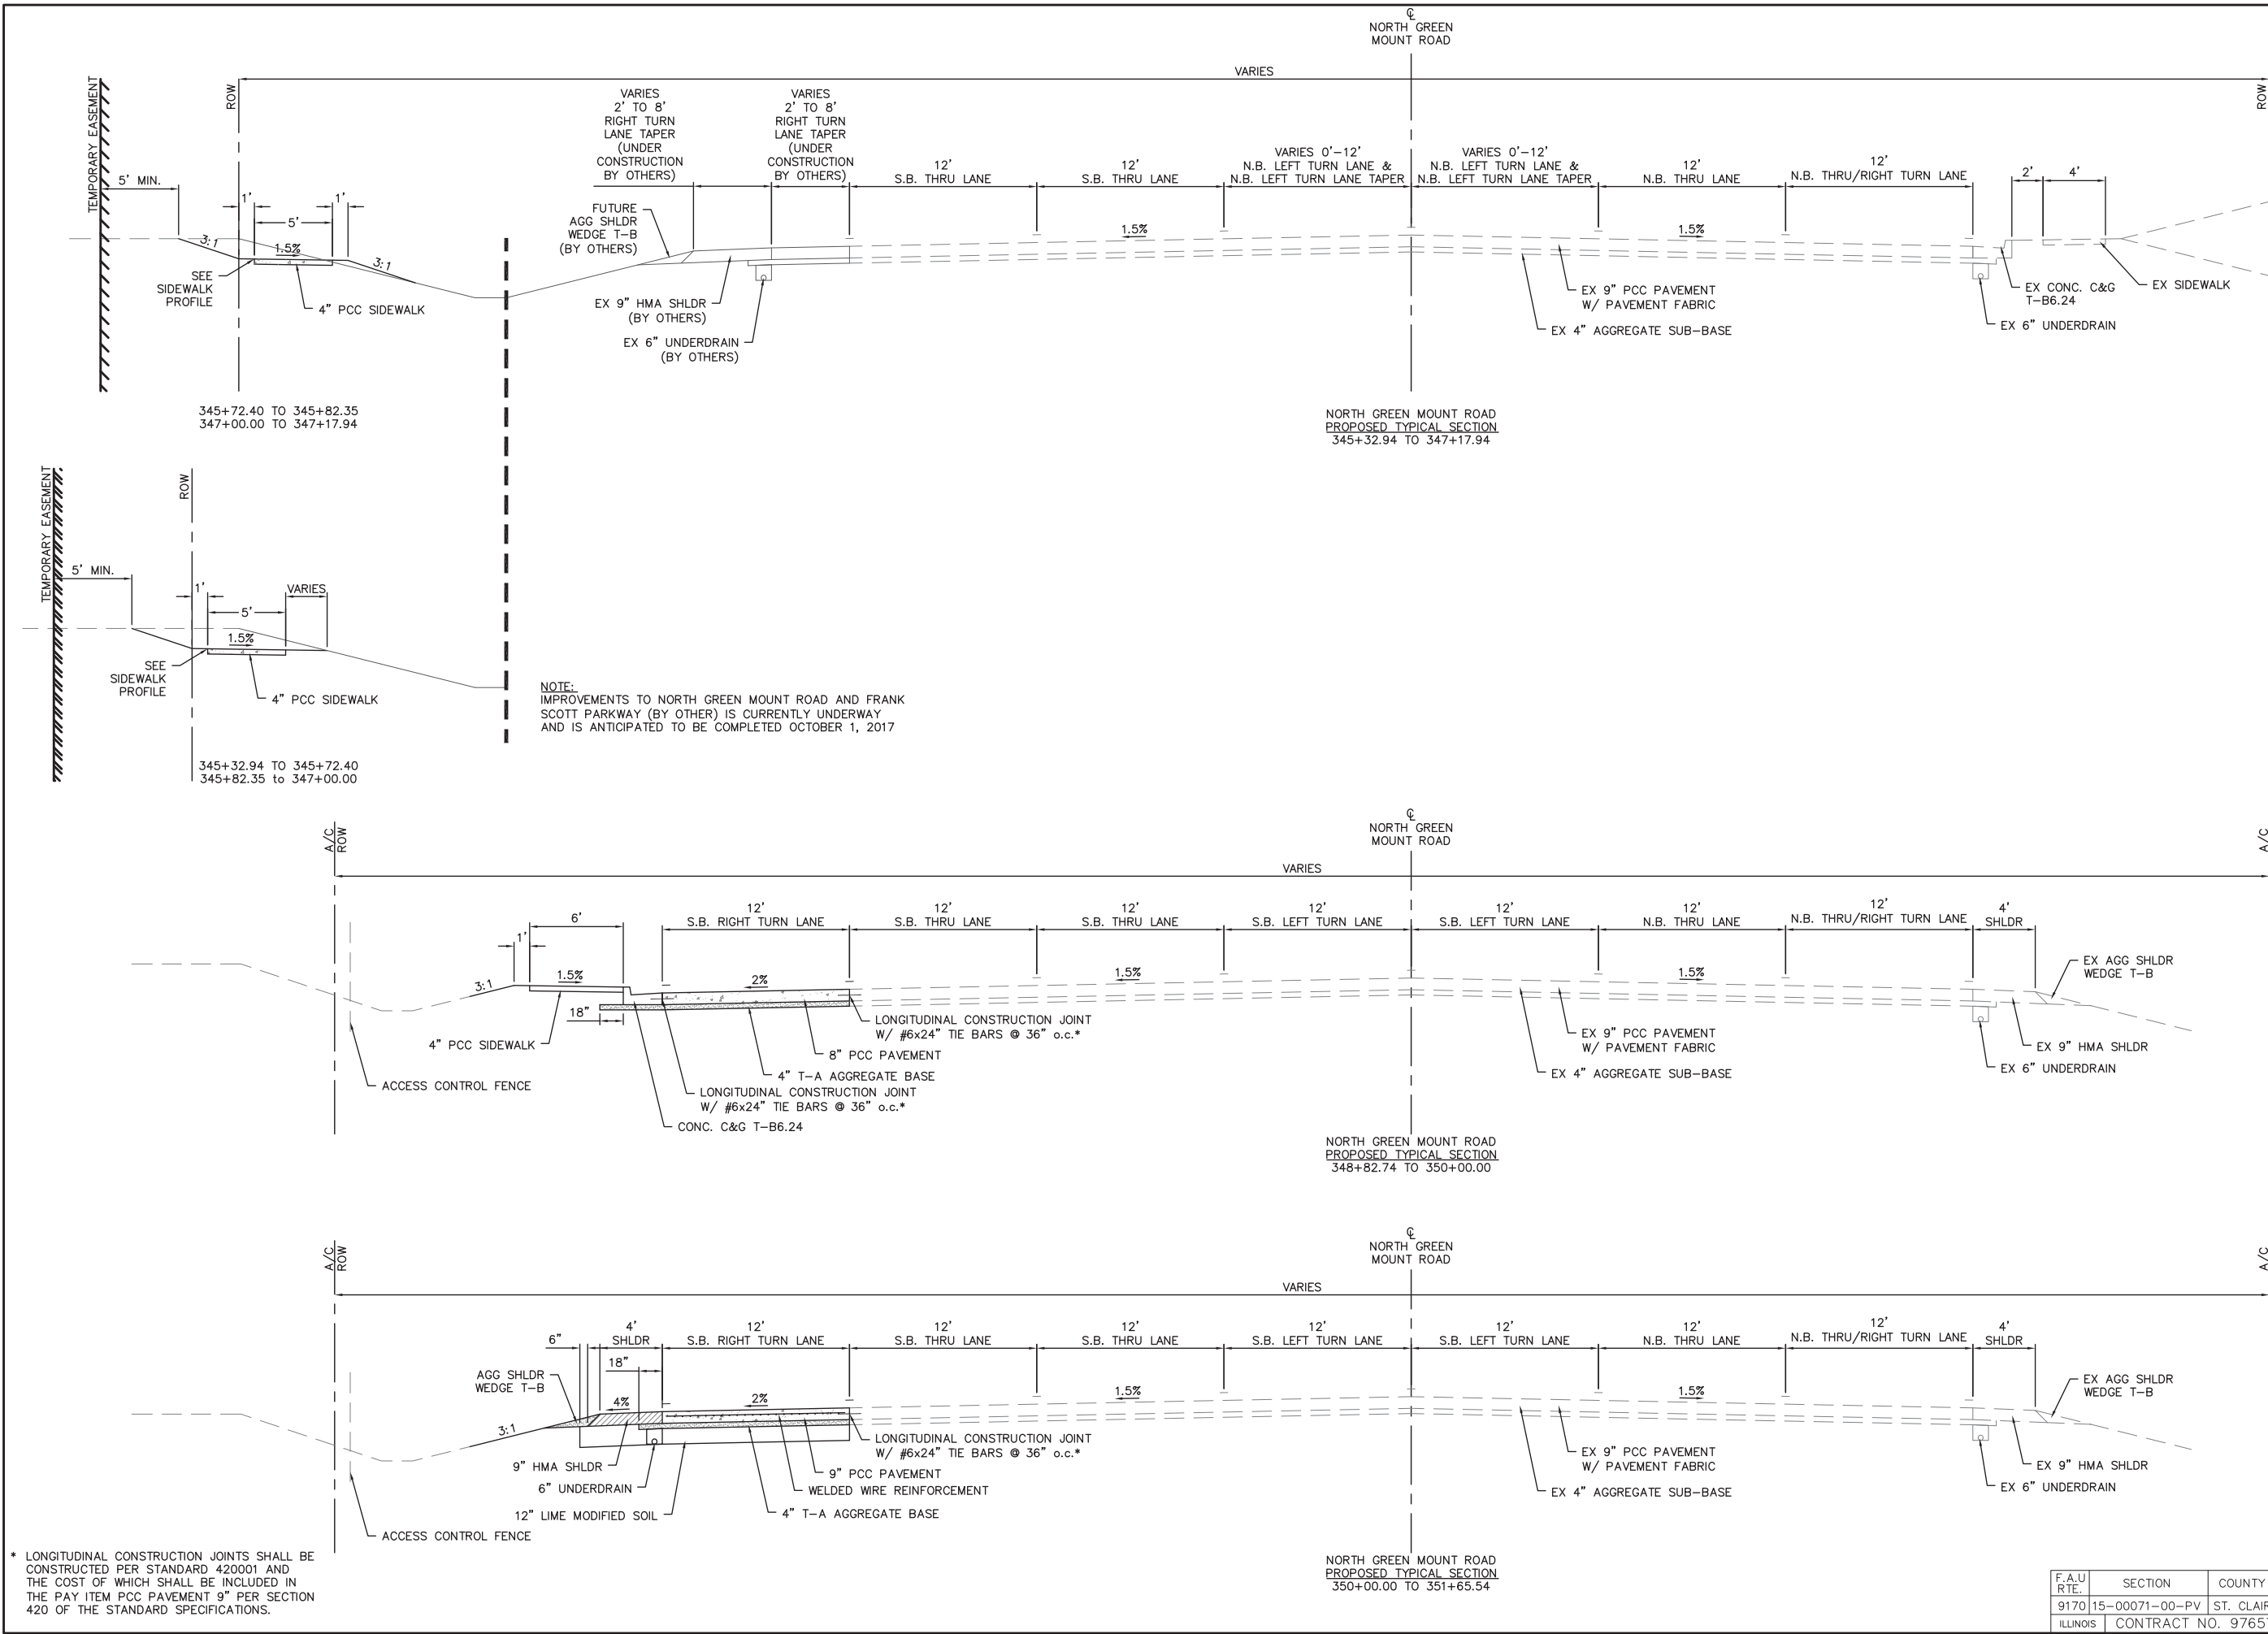 ℄
NORTH GREEN
MOUNT ROAD
VARIES
TEMPORARY EASEMENT
ROW
ROW
5' MIN.
1'
5'
1'
VARIES
2' TO 8'
RIGHT TURN
LANE TAPER
(UNDER
CONSTRUCTION
BY OTHERS)
VARIES
2' TO 8'
RIGHT TURN
LANE TAPER
(UNDER
CONSTRUCTION
BY OTHERS)
12'
S.B. THRU LANE
12'
S.B. THRU LANE
VARIES 0'-12'
N.B. LEFT TURN LANE &
N.B. LEFT TURN LANE TAPER
VARIES 0'-12'
N.B. LEFT TURN LANE &
N.B. LEFT TURN LANE TAPER
12'
N.B. THRU LANE
12'
N.B. THRU/RIGHT TURN LANE
2'
4'
3:1
1.5%
3:1
SEE
SIDEWALK
PROFILE
4" PCC SIDEWALK
FUTURE
AGG SHLDR
WEDGE T-B
(BY OTHERS)
EX 9" HMA SHLDR
(BY OTHERS)
EX 6" UNDERDRAIN
(BY OTHERS)
1.5%
1.5%
EX 9" PCC PAVEMENT
W/ PAVEMENT FABRIC
EX 4" AGGREGATE SUB-BASE
EX CONC. C&G
T-B6.24
EX SIDEWALK
EX 6" UNDERDRAIN
345+72.40 TO 345+82.35
347+00.00 TO 347+17.94
NORTH GREEN MOUNT ROAD
PROPOSED TYPICAL SECTION
345+32.94 TO 347+17.94
TEMPORARY EASEMENT
ROW
5' MIN.
1'
5'
VARIES
1.5%
SEE
SIDEWALK
PROFILE
4" PCC SIDEWALK
345+32.94 TO 345+72.40
345+82.35 to 347+00.00
NOTE:
IMPROVEMENTS TO NORTH GREEN MOUNT ROAD AND FRANK
SCOTT PARKWAY (BY OTHER) IS CURRENTLY UNDERWAY
AND IS ANTICIPATED TO BE COMPLETED OCTOBER 1, 2017
℄
NORTH GREEN
MOUNT ROAD
A/C
ROW
VARIES
A/C
1'
6'
12'
S.B. RIGHT TURN LANE
12'
S.B. THRU LANE
12'
S.B. THRU LANE
12'
S.B. LEFT TURN LANE
12'
S.B. LEFT TURN LANE
12'
N.B. THRU LANE
12'
N.B. THRU/RIGHT TURN LANE
4'
SHLDR
3:1
1.5%
2%
1.5%
1.5%
18"
4" PCC SIDEWALK
ACCESS CONTROL FENCE
LONGITUDINAL CONSTRUCTION JOINT
W/ #6x24" TIE BARS @ 36" o.c.*
8" PCC PAVEMENT
4" T-A AGGREGATE BASE
LONGITUDINAL CONSTRUCTION JOINT
W/ #6x24" TIE BARS @ 36" o.c.*
CONC. C&G T-B6.24
EX 9" PCC PAVEMENT
W/ PAVEMENT FABRIC
EX 4" AGGREGATE SUB-BASE
EX AGG SHLDR
WEDGE T-B
EX 9" HMA SHLDR
EX 6" UNDERDRAIN
NORTH GREEN MOUNT ROAD
PROPOSED TYPICAL SECTION
348+82.74 TO 350+00.00
℄
NORTH GREEN
MOUNT ROAD
A/C
ROW
VARIES
A/C
6"
4'
SHLDR
18"
12'
S.B. RIGHT TURN LANE
12'
S.B. THRU LANE
12'
S.B. THRU LANE
12'
S.B. LEFT TURN LANE
12'
S.B. LEFT TURN LANE
12'
N.B. THRU LANE
12'
N.B. THRU/RIGHT TURN LANE
4'
SHLDR
AGG SHLDR
WEDGE T-B
3:1
4%
2%
1.5%
1.5%
9" HMA SHLDR
6" UNDERDRAIN
12" LIME MODIFIED SOIL
ACCESS CONTROL FENCE
LONGITUDINAL CONSTRUCTION JOINT
W/ #6x24" TIE BARS @ 36" o.c.*
9" PCC PAVEMENT
WELDED WIRE REINFORCEMENT
4" T-A AGGREGATE BASE
EX 9" PCC PAVEMENT
W/ PAVEMENT FABRIC
EX 4" AGGREGATE SUB-BASE
EX AGG SHLDR
WEDGE T-B
EX 9" HMA SHLDR
EX 6" UNDERDRAIN
NORTH GREEN MOUNT ROAD
PROPOSED TYPICAL SECTION
350+00.00 TO 351+65.54
* LONGITUDINAL CONSTRUCTION JOINTS SHALL BE
CONSTRUCTED PER STANDARD 420001 AND
THE COST OF WHICH SHALL BE INCLUDED IN
THE PAY ITEM PCC PAVEMENT 9" PER SECTION
420 OF THE STANDARD SPECIFICATIONS.
F.A.U RTE. SECTION COUNTY
9170 15-00071-00-PV ST. CLAIR
ILLINOIS CONTRACT NO. 9765